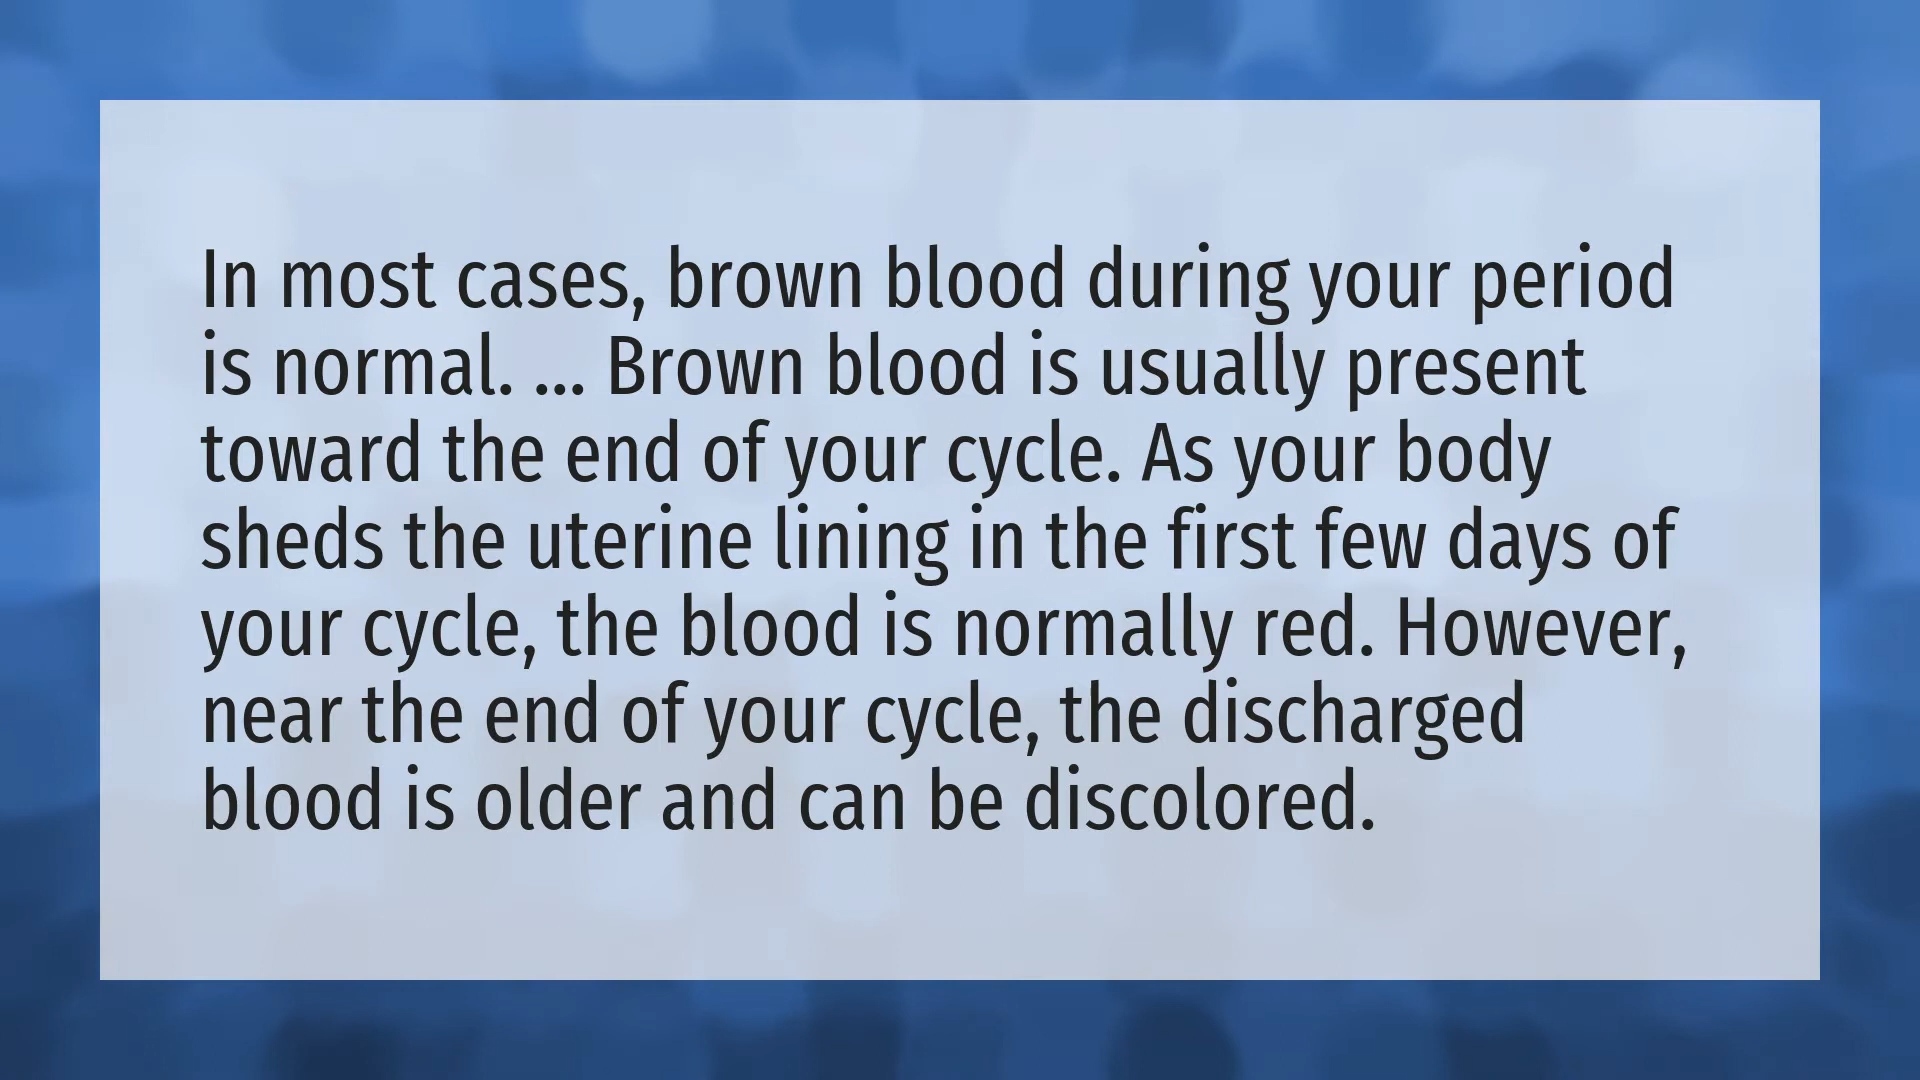 In most cases, brown blood during your period
is normal. ... Brown blood is usually present
toward the end of your cycle. As your body
sheds the uterine lining in the first few days of
your cycle, the blood is normally red. However,
near the end of your cycle, the discharged
blood is older and can be discolored.